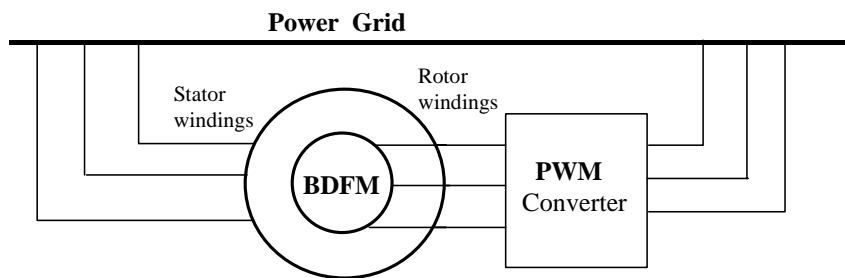 Power Grid
Stator
windings
Rotor
windings
BDFM
PWM
Converter